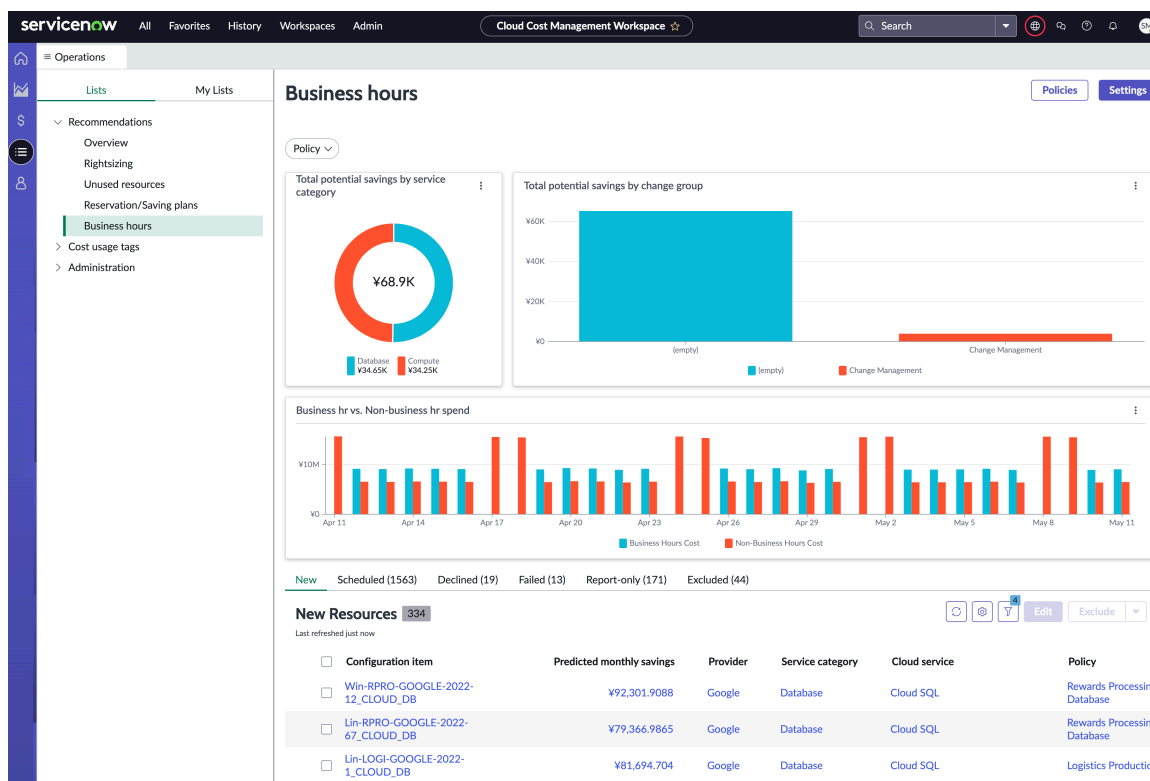 servicenow All Favorites History Workspaces Admin Cloud Cost Management Workspace Search SM
Operations
Lists My Lists
Recommendations
Overview
Rightsizing
Unused resources
Reservation/Saving plans
Business hours
Cost usage tags
Administration
Business hours
Policies Settings
Policy
Total potential savings by service
category
¥68.9K
Database
¥34.65K
Compute
¥34.25K
Total potential savings by change group
¥60K
¥40K
¥20K
¥0
(empty) Change Management
(empty) Change Management
Business hr vs. Non-business hr spend
¥10M
¥0
Apr 11 Apr 14 Apr 17 Apr 20 Apr 23 Apr 26 Apr 29 May 2 May 5 May 8 May 11
Business Hours Cost Non-Business Hours Cost
New Scheduled (1563) Declined (19) Failed (13) Report-only (171) Excluded (44)
New Resources 334
4
Edit Exclude
Last refreshed just now
Configuration item Predicted monthly savings Provider Service category Cloud service Policy
Win-RPRO-GOOGLE-2022-
12_CLOUD_DB
¥92,301.9088 Google Database Cloud SQL
Rewards Processin
Database
Lin-RPRO-GOOGLE-2022-
67_CLOUD_DB
¥79,366.9865 Google Database Cloud SQL
Rewards Processin
Database
Lin-LOGI-GOOGLE-2022-
1_CLOUD_DB
¥81,694.704 Google Database Cloud SQL
Logistics Productio